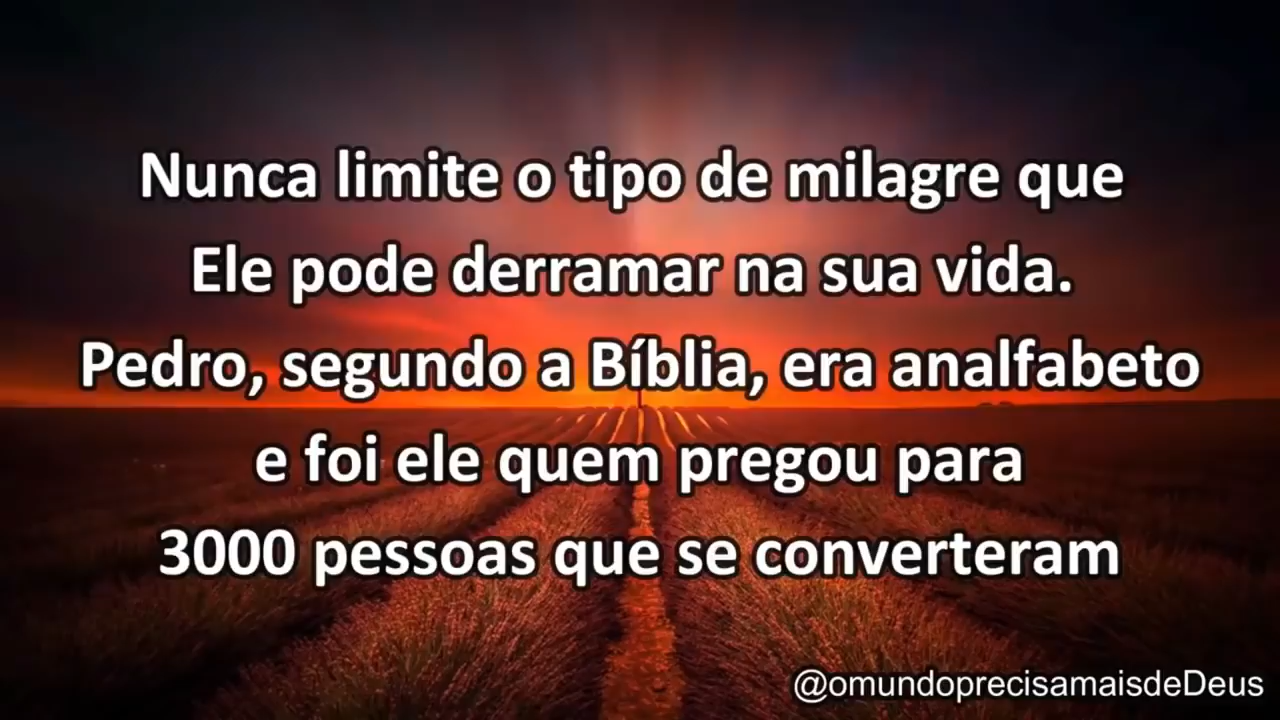 Nunca limite o tipo de milagre que
Ele pode derramar na sua vida.
Pedro, segundo a Bíblia, era analfabeto
e foi ele quem pregou para
3000 pessoas que se converteram
@omundoprecisamaisdeDeus